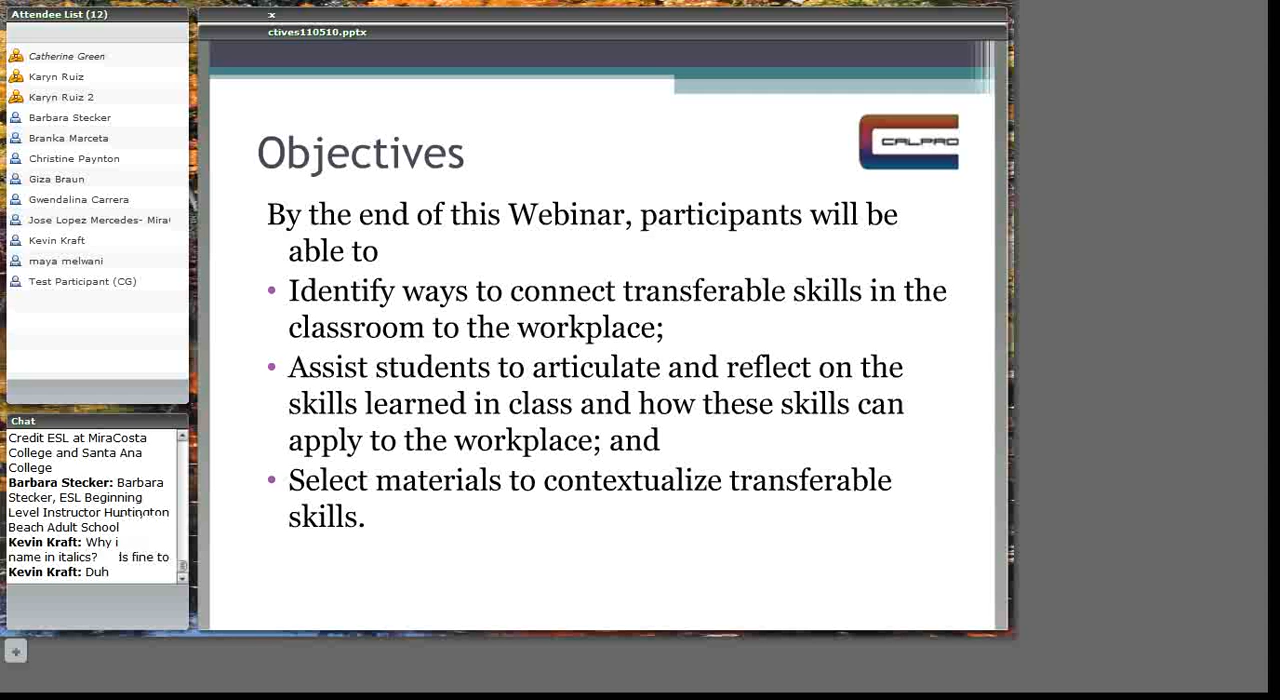 Attendee List (12)
Catherine Green
Karyn Ruiz
Karyn Ruiz 2
Barbara Stecker
Branka Marceta
Christine Paynton
Giza Braun
Gwendalina Carrera
Jose Lopez Mercedes- Mira
Kevin Kraft
maya melwani
Test Participant (CG)
Chat
Credit ESL at MiraCosta
College and Santa Ana
College
Barbara Stecker: Barbara
Stecker, ESL Beginning
Level Instructor Huntington
Beach Adult School
Kevin Kraft: Why i
name in italics? Is fine to
Kevin Kraft: Duh
x
ctives110510.pptx
CALPRO
Objectives
By the end of this Webinar, participants will be
able to
• Identify ways to connect transferable skills in the
classroom to the workplace;
• Assist students to articulate and reflect on the
skills learned in class and how these skills can
apply to the workplace; and
• Select materials to contextualize transferable
skills.